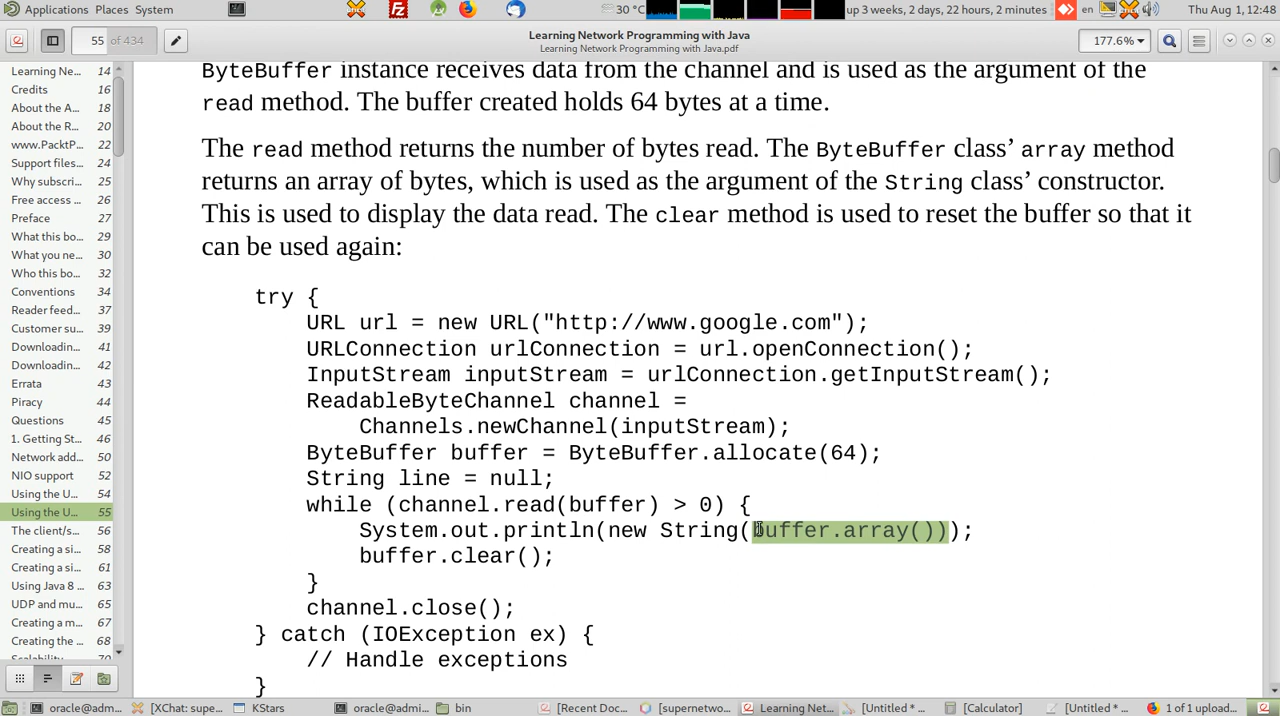 Applications Places System 30 °C up 3 weeks, 2 days, 22 hours, 2 minutes en Thu Aug 1, 12:48
55 of 434 Learning Network Programming with Java 177.6%
Learning Network Programming with Java.pdf
Learning Ne... 14
Credits 16
About the A... 18
About the R... 20
www.PacktP... 22
Support files... 24
Why subscri... 25
Free access ... 26
Preface 27
What this bo... 29
What you ne... 30
Who this boo... 32
Conventions 34
Reader feed... 37
Customer su... 39
Downloadin... 41
Downloadin... 42
Errata 43
Piracy 44
Questions 45
1. Getting St... 46
Network add... 50
NIO support 52
Using the U... 54
Using the U... 55
The client/s... 56
Creating a si... 58
Creating a si... 61
Using Java 8 63
UDP and mu... 65
Creating a m... 67
Creating the ... 68
Scalability 70
ByteBuffer instance receives data from the channel and is used as the argument of the
read method. The buffer created holds 64 bytes at a time.
The read method returns the number of bytes read. The ByteBuffer class’ array method
returns an array of bytes, which is used as the argument of the String class’ constructor.
This is used to display the data read. The clear method is used to reset the buffer so that it
can be used again:
try {
URL url = new URL("http://www.google.com");
URLConnection urlConnection = url.openConnection();
InputStream inputStream = urlConnection.getInputStream();
ReadableByteChannel channel =
Channels.newChannel(inputStream);
ByteBuffer buffer = ByteBuffer.allocate(64);
String line = null;
while (channel.read(buffer) > 0) {
System.out.println(new String(buffer.array()));
buffer.clear();
}
channel.close();
} catch (IOException ex) {
// Handle exceptions
}
oracle@adm... [XChat: supe... KStars oracle@admi... bin [Recent Doc... [supernetwo... Learning Net... [Untitled * ... [Calculator] [Untitled * ... 1 of 1 upload...